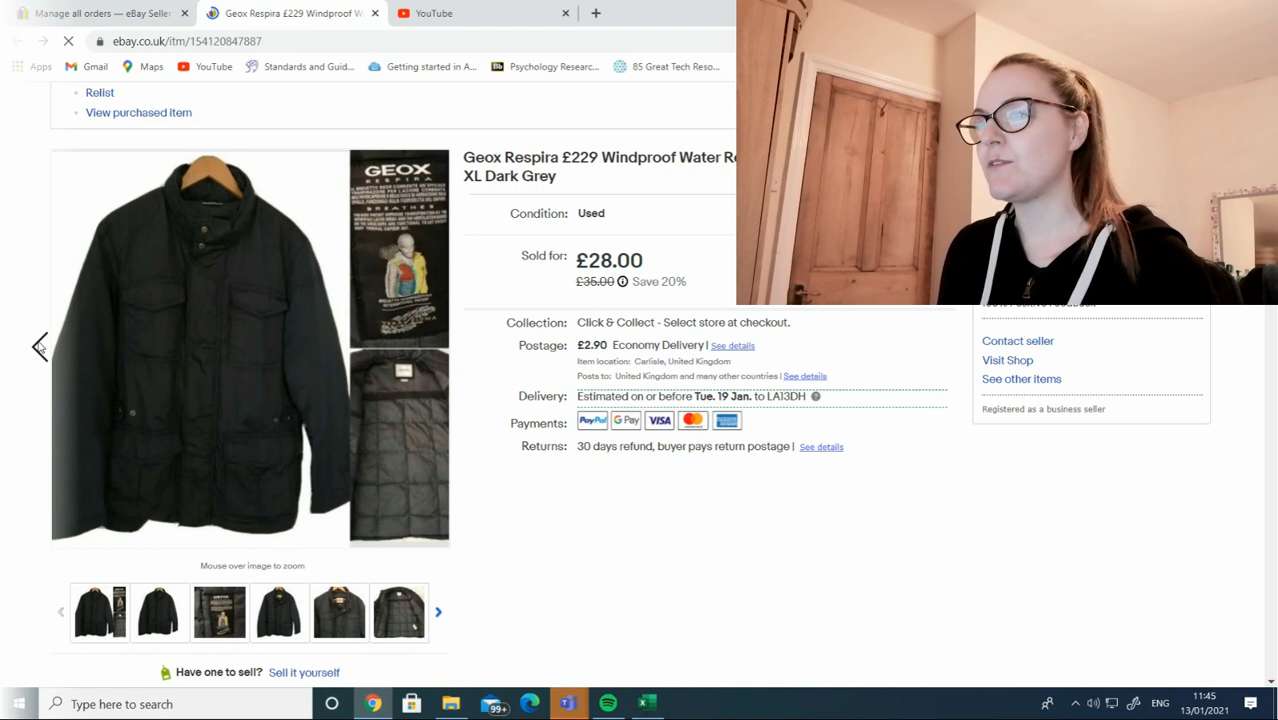 Manage all orders — eBay Seller
Geox Respira £229 Windproof W
YouTube
ebay.co.uk/itm/154120847887
Apps
Gmail
Maps
YouTube
Standards and Guid...
Getting started in A...
Bb
Psychology Researc...
85 Great Tech Reso...
Relist
View purchased item
Geox Respira £229 Windproof Water Re
XL Dark Grey
Condition: Used
Sold for: £28.00
£35.00 Save 20%
Collection: Click & Collect - Select store at checkout.
Postage: £2.90 Economy Delivery | See details
Item location: Carlisle, United Kingdom
Posts to: United Kingdom and many other countries | See details
Delivery: Estimated on or before Tue. 19 Jan. to LA13DH
Payments: PayPal G Pay VISA
Returns: 30 days refund, buyer pays return postage | See details
Contact seller
Visit Shop
See other items
Registered as a business seller
GEOX
RESPIRA
BREATHES
Mouse over image to zoom
Have one to sell? Sell it yourself
Type here to search
99+
ENG
11:45
13/01/2021